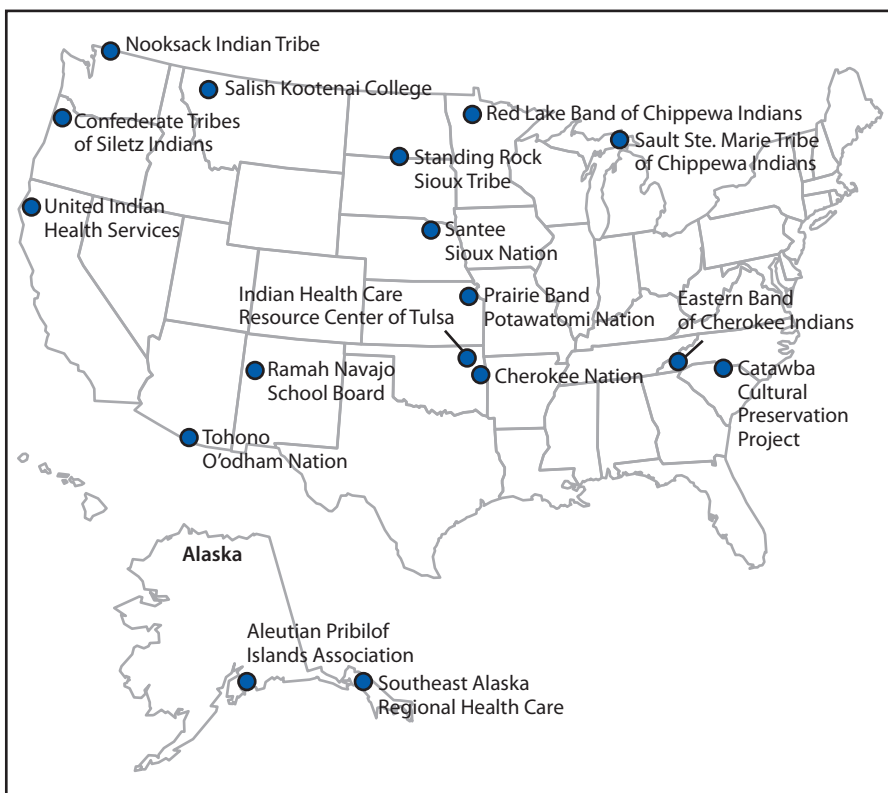 Nooksack Indian Tribe
Salish Kootenai College
Red Lake Band of Chippewa Indians
Confederate Tribes
of Siletz Indians
Sault Ste. Marie Tribe
of Chippewa Indians
Standing Rock
Sioux Tribe
United Indian
Health Services
Santee
Sioux Nation
Indian Health Care
Resource Center of Tulsa
Prairie Band
Potawatomi Nation
Eastern Band
of Cherokee Indians
Ramah Navajo
School Board
Cherokee Nation
Catawba
Cultural
Preservation
Project
Tohono
O'odham Nation
Alaska
Aleutian Pribilof
Islands Association
Southeast Alaska
Regional Health Care